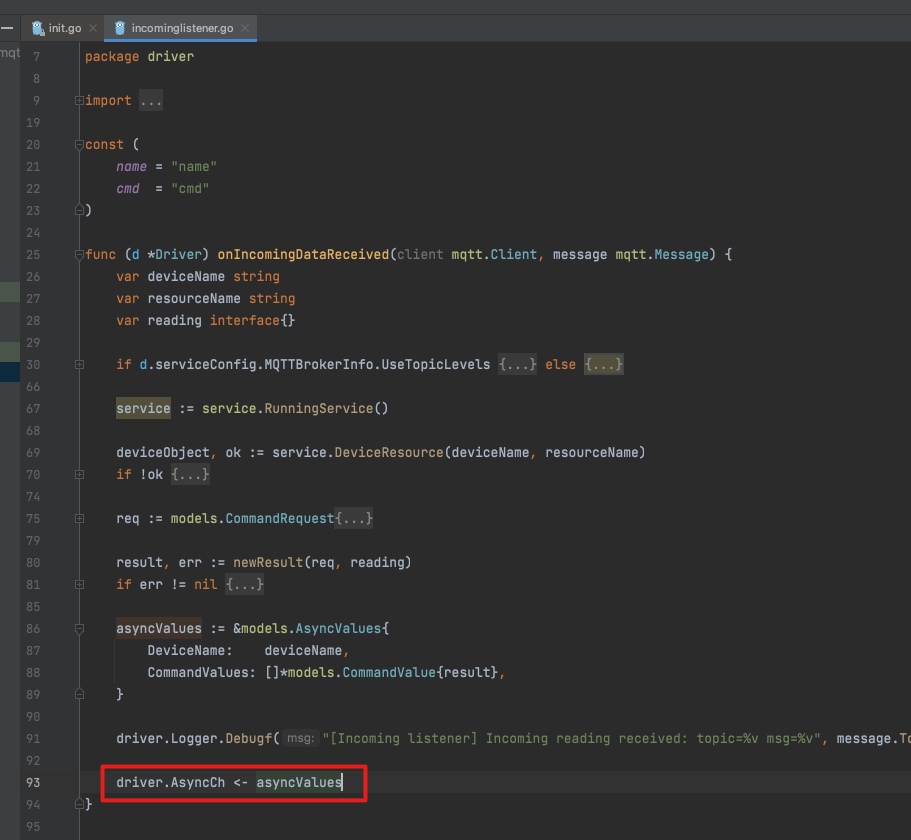 init.go
incominglistener.go
mqt
7 package driver
8
9 import ...
19
20 const (
21 name = "name"
22 cmd = "cmd"
23 )
24
25 func (d *Driver) onIncomingDataReceived(client mqtt.Client, message mqtt.Message) {
26 var deviceName string
27 var resourceName string
28 var reading interface{}
29
30 if d.serviceConfig.MQTTBrokerInfo.UseTopicLevels {...} else {...}
66
67 service := service.RunningService()
68
69 deviceObject, ok := service.DeviceResource(deviceName, resourceName)
70 if !ok {...}
74
75 req := models.CommandRequest{...}
79
80 result, err := newResult(req, reading)
81 if err != nil {...}
85
86 asyncValues := &models.AsyncValues{
87 DeviceName: deviceName,
88 CommandValues: []*models.CommandValue{result},
89 }
90
91 driver.Logger.Debugf( msg: "[Incoming listener] Incoming reading received: topic=%v msg=%v", message.To
92
93 driver.AsyncCh <- asyncValues
94 }
95